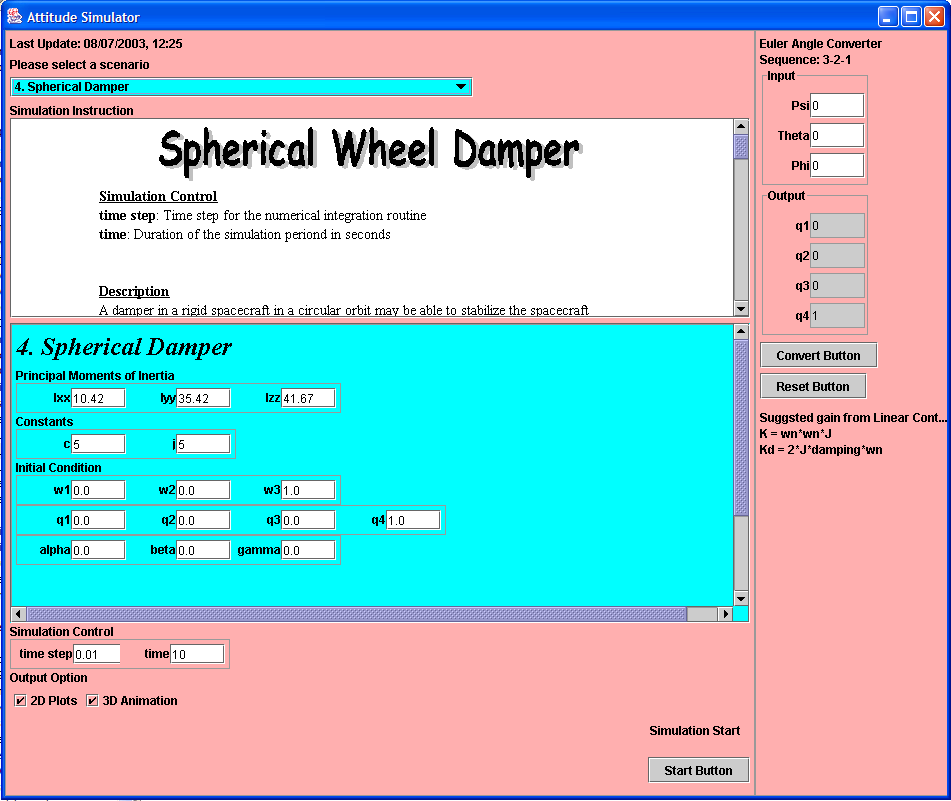 Attitude Simulator
Last Update: 08/07/2003, 12:25
Please select a scenario
4. Spherical Damper
Simulation Instruction
Spherical Wheel Damper
Simulation Control
time step: Time step for the numerical integration routine
time: Duration of the simulation periond in seconds
Description
A damper in a rigid spacecraft in a circular orbit may be able to stabilize the spacecraft
4. Spherical Damper
Principal Moments of Inertia
Ixx 10.42 Iyy 35.42 Izz 41.67
Constants
c 5 j 5
Initial Condition
w1 0.0 w2 0.0 w3 1.0
q1 0.0 q2 0.0 q3 0.0 q4 1.0
alpha 0.0 beta 0.0 gamma 0.0
Simulation Control
time step 0.01 time 10
Output Option
2D Plots 3D Animation
Simulation Start
Start Button
Euler Angle Converter
Sequence: 3-2-1
Input
Psi 0
Theta 0
Phi 0
Output
q1 0
q2 0
q3 0
q4 1
Convert Button
Reset Button
Suggsted gain from Linear Cont...
K = wn*wn*J
Kd = 2*J*damping*wn